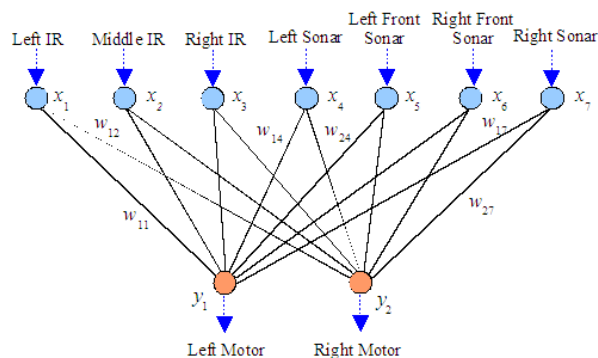 Left IR
Middle IR
Right IR
Left Sonar
Left Front
Sonar
Right Front
Sonar
Right Sonar
x1
x2
x3
x4
x5
x6
x7
w12
w14
w24
w17
w11
w27
y1
y2
Left Motor
Right Motor